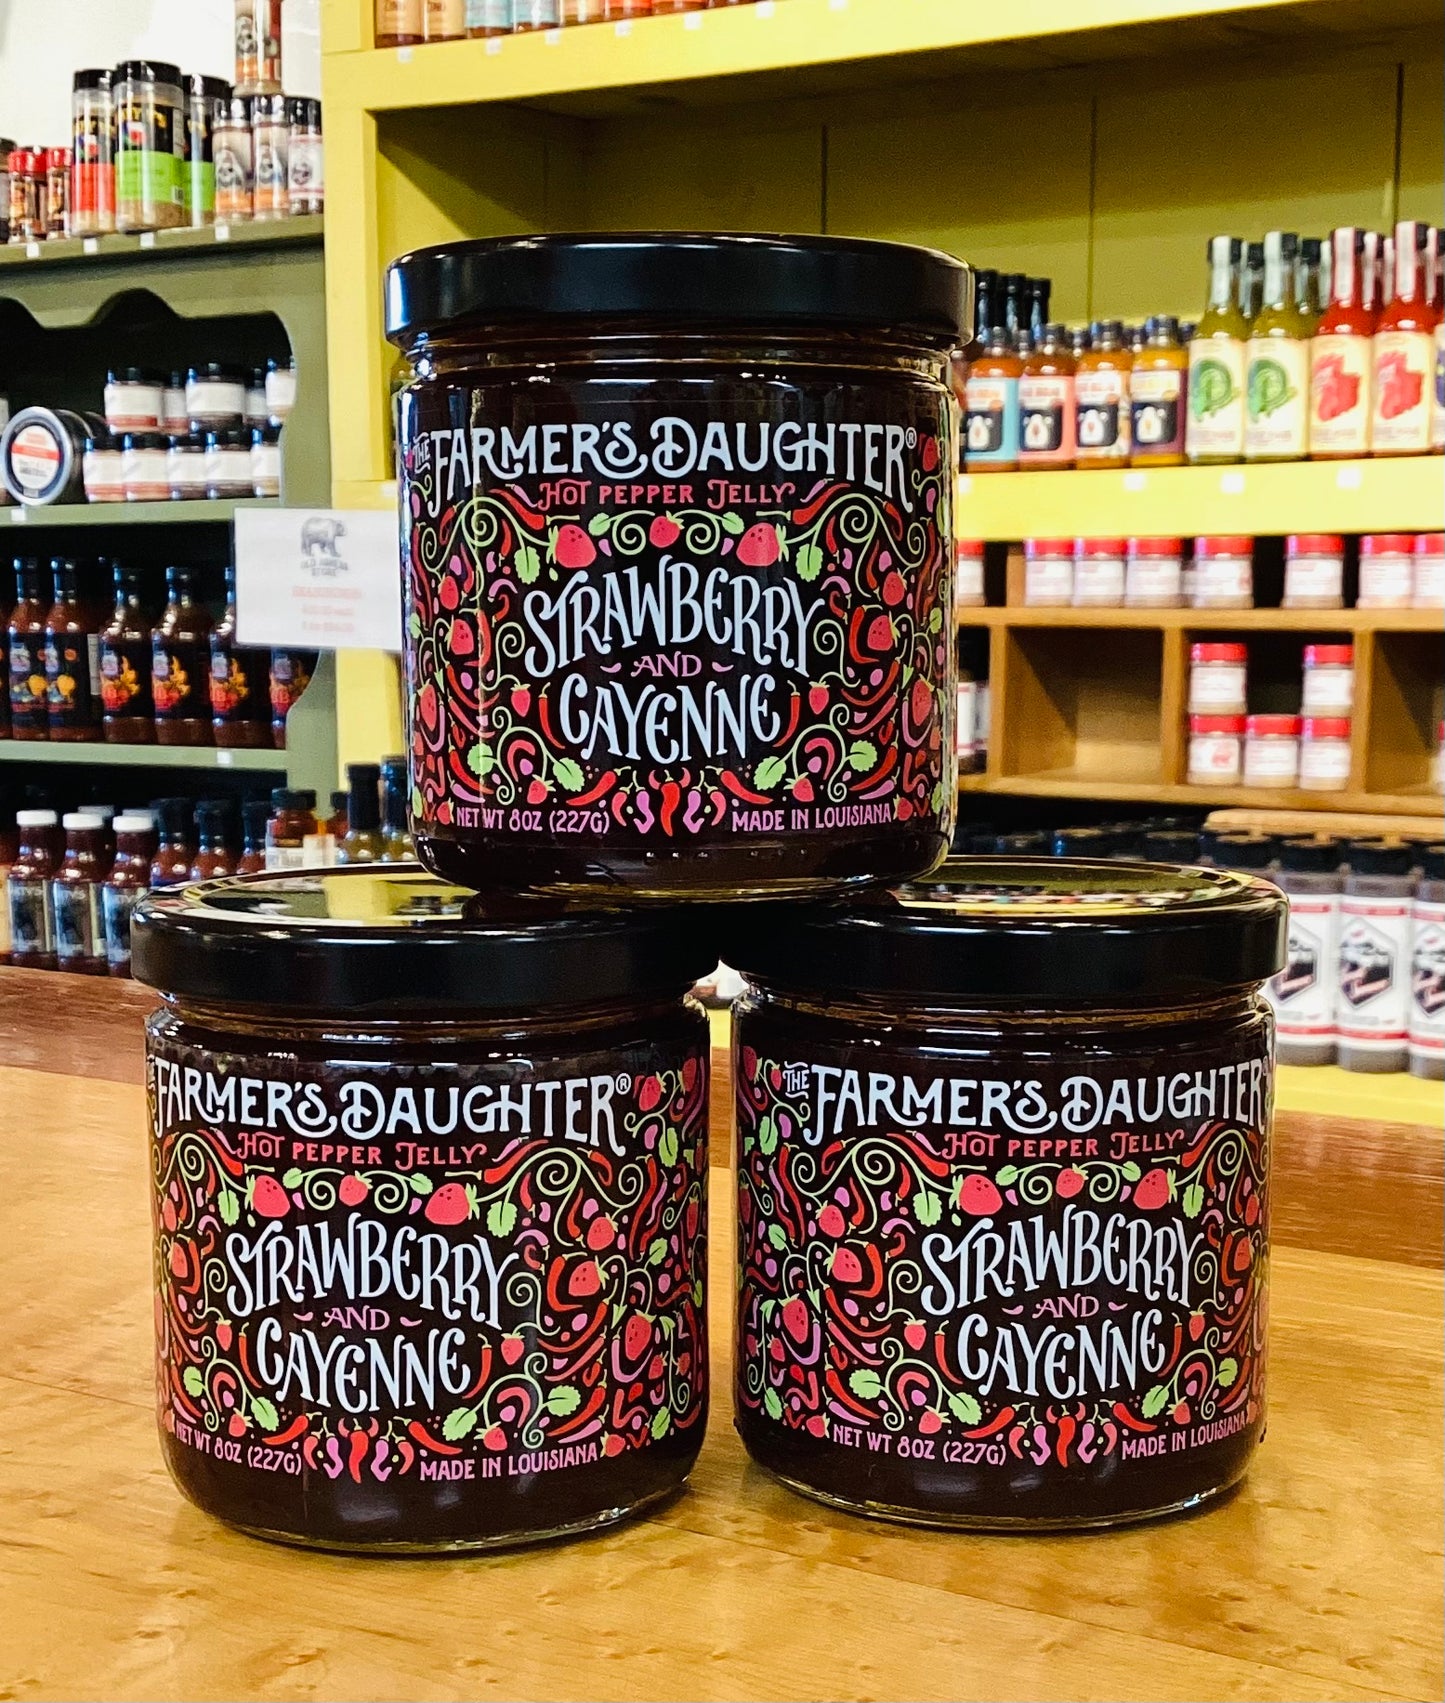 THE FARMER'S DAUGHTER®
HOT PEPPER JELLY
STRAWBERRY
AND
CAYENNE
NET WT 8OZ (227G) MADE IN LOUISIANA
THE FARMER'S DAUGHTER®
HOT PEPPER JELLY
STRAWBERRY
AND
CAYENNE
NET WT 8OZ (227G) MADE IN LOUISIANA
THE FARMER'S DAUGHTER
HOT PEPPER JELLY
STRAWBERRY
AND
CAYENNE
NET WT 8OZ (227G) MADE IN LOUISIANA